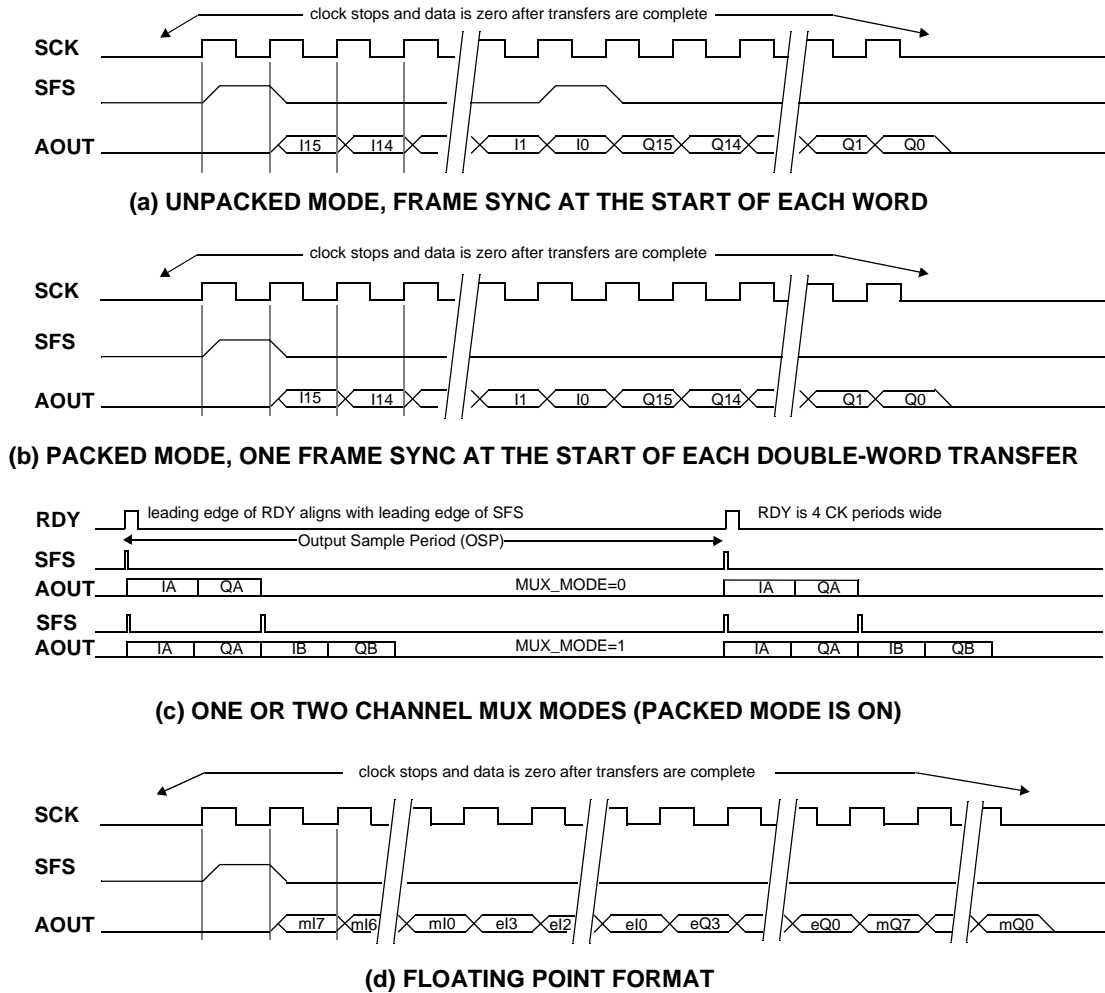 clock stops and data is zero after transfers are complete
SCK
SFS
AOUT I15 I14 I1 I0 Q15 Q14 Q1 Q0
(a) UNPACKED MODE, FRAME SYNC AT THE START OF EACH WORD
clock stops and data is zero after transfers are complete
SCK
SFS
AOUT I15 I14 I1 I0 Q15 Q14 Q1 Q0
(b) PACKED MODE, ONE FRAME SYNC AT THE START OF EACH DOUBLE-WORD TRANSFER
RDY leading edge of RDY aligns with leading edge of SFS RDY is 4 CK periods wide
Output Sample Period (OSP)
SFS
AOUT IA QA MUX_MODE=0 IA QA
SFS
AOUT IA QA IB QB MUX_MODE=1 IA QA IB QB
(c) ONE OR TWO CHANNEL MUX MODES (PACKED MODE IS ON)
clock stops and data is zero after transfers are complete
SCK
SFS
AOUT mI7 mI6 mI0 eI3 eI2 eI0 eQ3 eQ0 mQ7 mQ0
(d) FLOATING POINT FORMAT